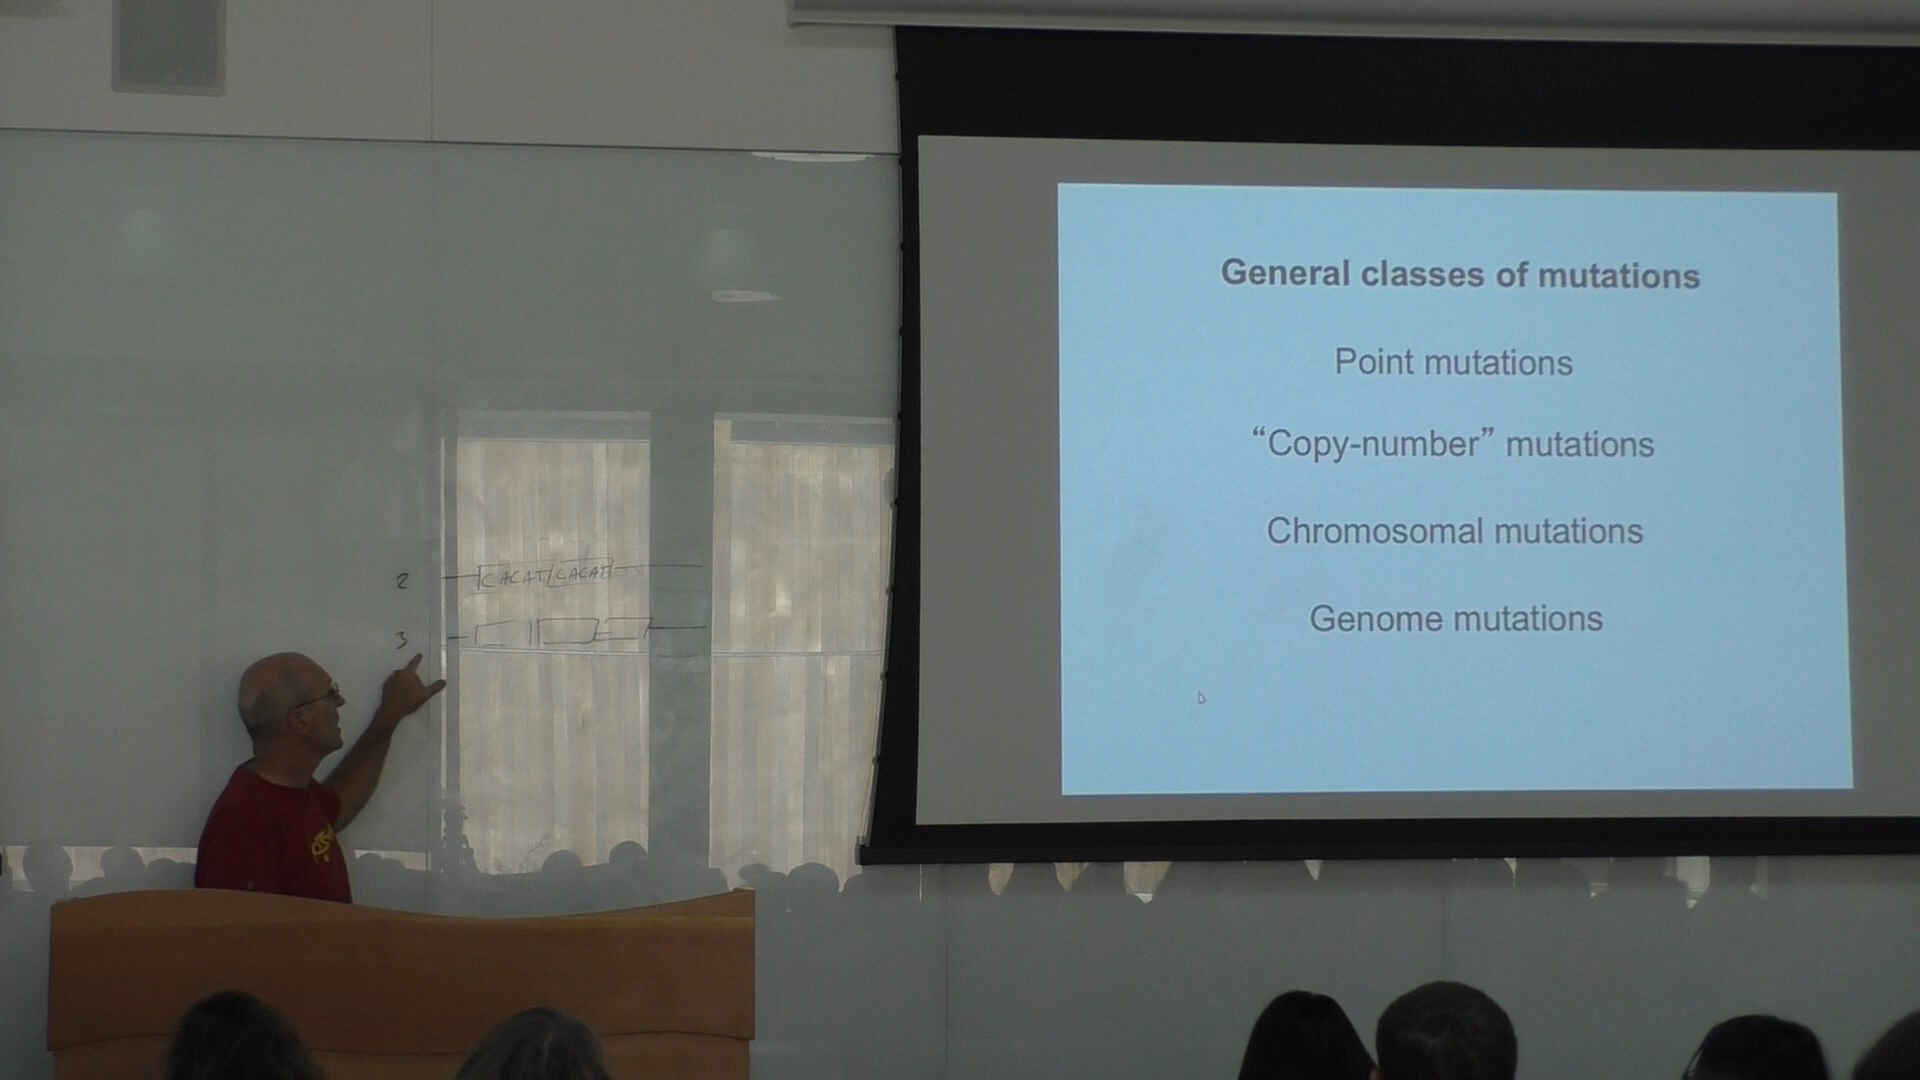 2 CACAT CACAT
3
General classes of mutations
Point mutations
“Copy-number” mutations
Chromosomal mutations
Genome mutations